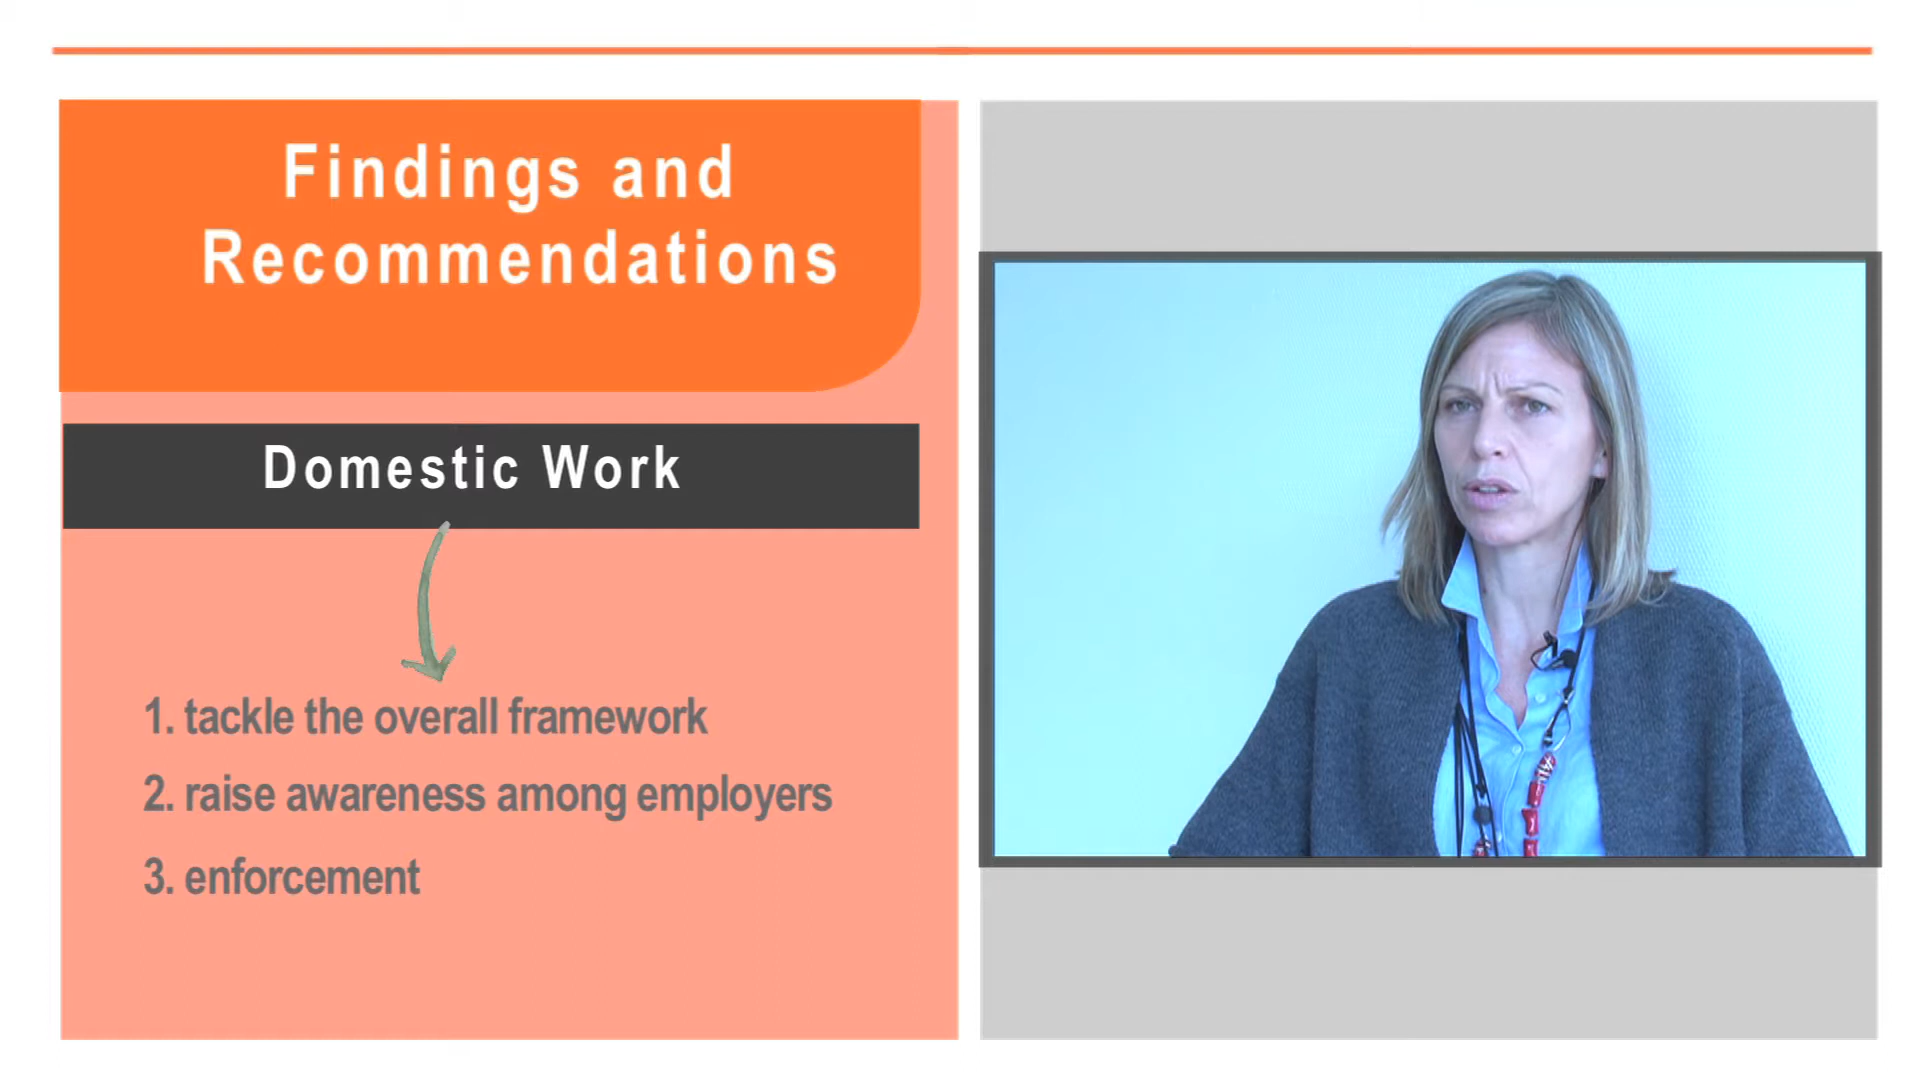 Findings and
Recommendations
Domestic Work
1. tackle the overall framework
2. raise awareness among employers
3. enforcement